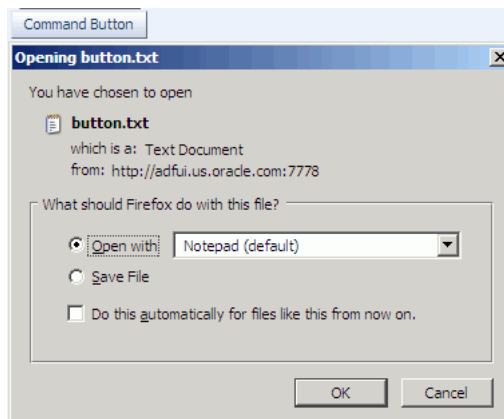 Command Button
Opening button.txt
You have chosen to open
button.txt
which is a: Text Document
from: http://adfui.us.oracle.com:7778
What should Firefox do with this file?
Open with Notepad (default)
Save File
Do this automatically for files like this from now on.
OK Cancel